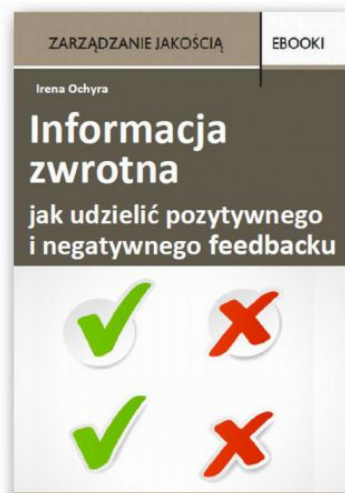 ZARZĄDZANIE JAKOŚCIĄ EBOOKI
Irena Ochyra
Informacja
zwrotna
jak udzielić pozytywnego
i negatywnego feedbacku